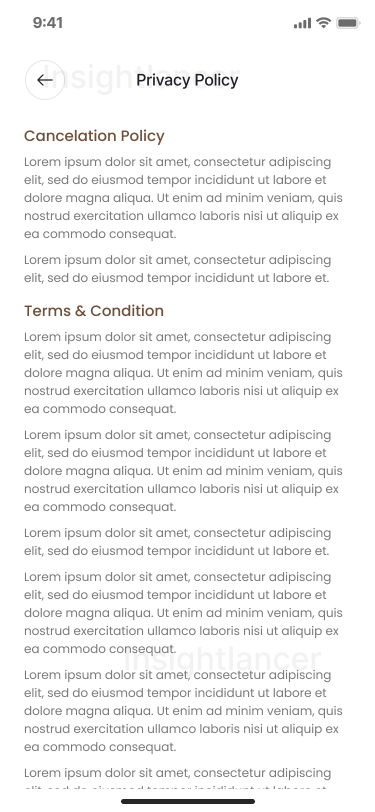 9:41
Insightlancer
Privacy Policy
Cancelation Policy
Lorem ipsum dolor sit amet, consectetur adipiscing
elit, sed do eiusmod tempor incididunt ut labore et
dolore magna aliqua. Ut enim ad minim veniam, quis
nostrud exercitation ullamco laboris nisi ut aliquip ex
ea commodo consequat.
Lorem ipsum dolor sit amet, consectetur adipiscing
elit, sed do eiusmod tempor incididunt ut labore et.
Terms & Condition
Lorem ipsum dolor sit amet, consectetur adipiscing
elit, sed do eiusmod tempor incididunt ut labore et
dolore magna aliqua. Ut enim ad minim veniam, quis
nostrud exercitation ullamco laboris nisi ut aliquip ex
ea commodo consequat.
Lorem ipsum dolor sit amet, consectetur adipiscing
elit, sed do eiusmod tempor incididunt ut labore et
dolore magna aliqua. Ut enim ad minim veniam, quis
nostrud exercitation ullamco laboris nisi ut aliquip ex
ea commodo consequat.
Lorem ipsum dolor sit amet, consectetur adipiscing
elit, sed do eiusmod tempor incididunt ut labore et.
Lorem ipsum dolor sit amet, consectetur adipiscing
elit, sed do eiusmod tempor incididunt ut labore et
dolore magna aliqua. Ut enim ad minim veniam, quis
nostrud exercitation ullamco laboris nisi ut aliquip ex
ea commodo consequat.
Insightlancer
Lorem ipsum dolor sit amet, consectetur adipiscing
elit, sed do eiusmod tempor incididunt ut labore et
dolore magna aliqua. Ut enim ad minim veniam, quis
nostrud exercitation ullamco laboris nisi ut aliquip ex
ea commodo consequat.
Lorem ipsum dolor sit amet, consectetur adipiscing